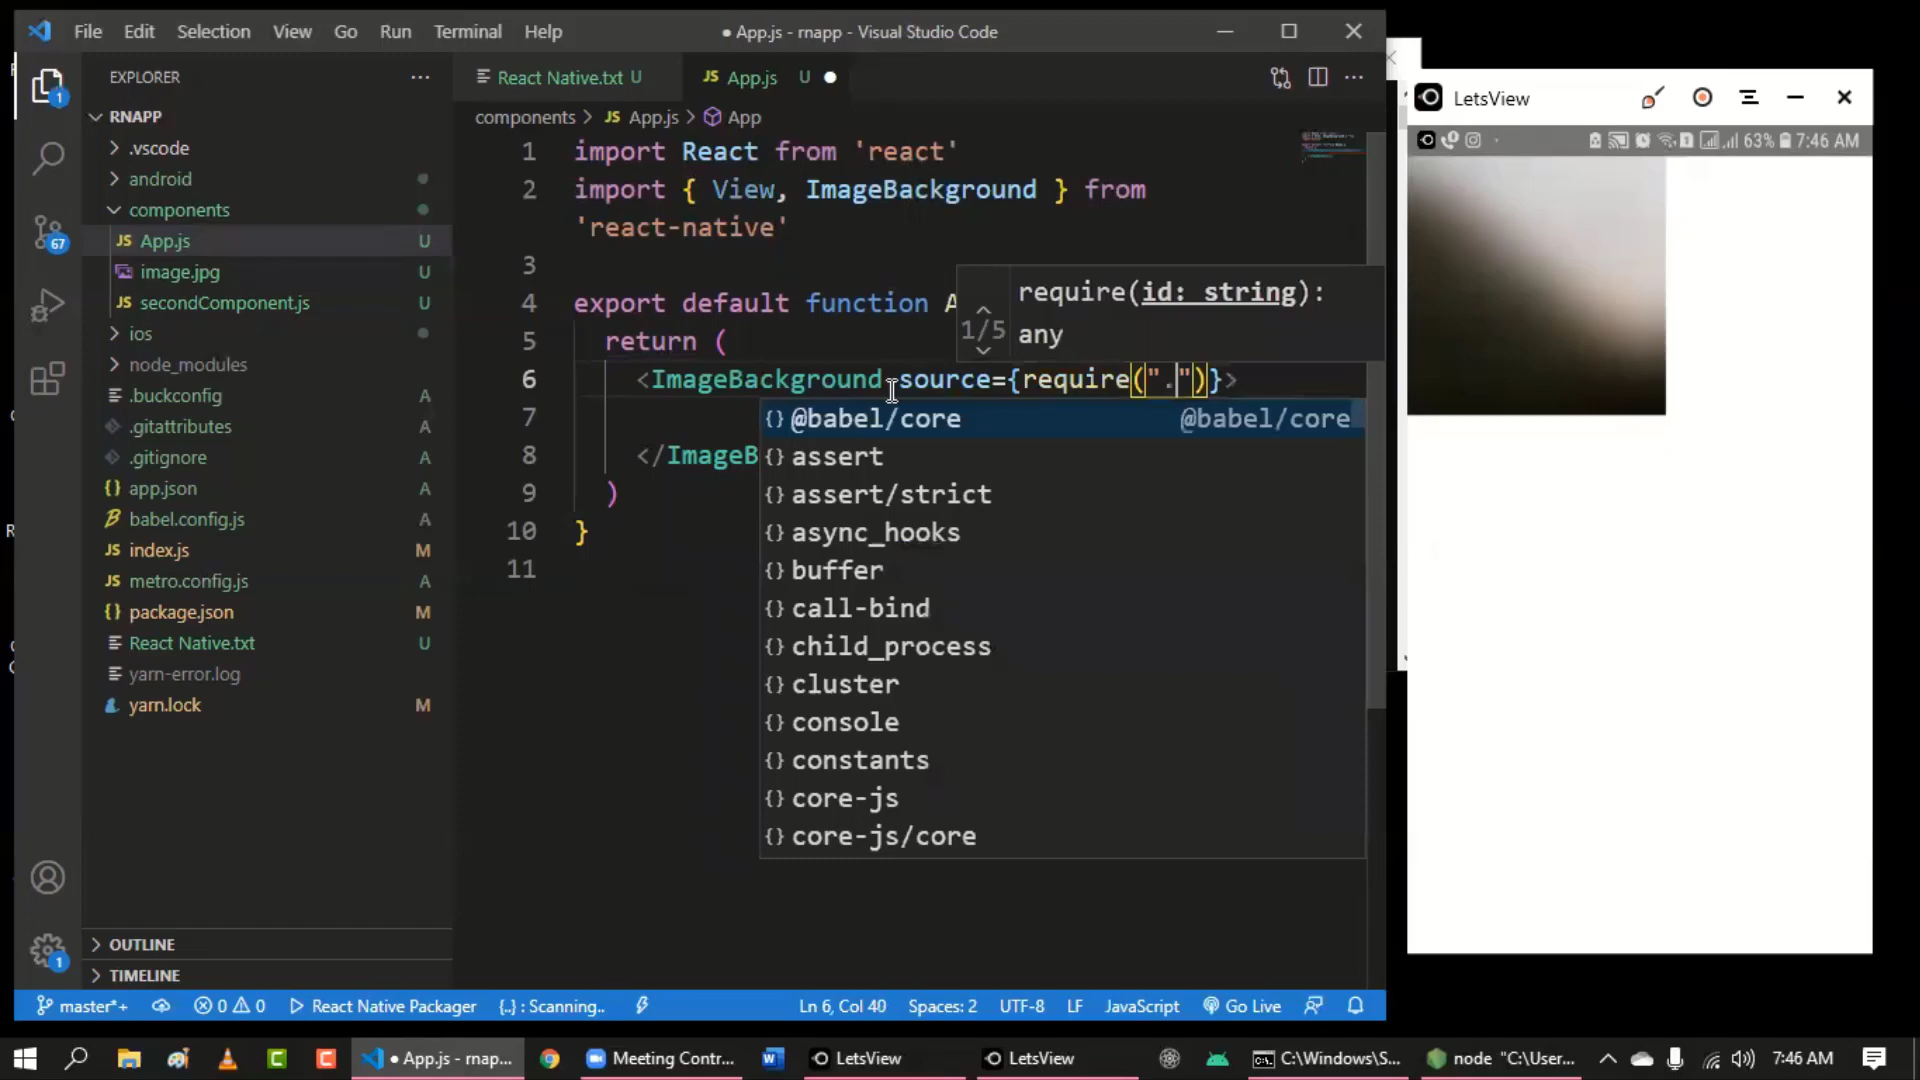 File Edit Selection View Go Run Terminal Help
● App.js - rnapp - Visual Studio Code
EXPLORER ...
RNAPP
.vscode
android
components
App.js U
image.jpg U
secondComponent.js U
ios
node_modules
.buckconfig A
.gitattributes A
.gitignore A
app.json A
babel.config.js A
index.js M
metro.config.js A
package.json M
React Native.txt U
yarn-error.log
yarn.lock M
OUTLINE
TIMELINE
1
67
1
React Native.txt U
JS App.js U ●
components > JS App.js > App
1 import React from 'react'
2 import { View, ImageBackground } from
'react-native'
3
4 export default function A
5 return (
6 <ImageBackground source={require(".")}>
7
8 </ImageB
9 )
10 }
11
1/5
require(id: string):
any
{} @babel/core @babel/core
{} assert
{} assert/strict
{} async_hooks
{} buffer
{} call-bind
{} child_process
{} cluster
{} console
{} constants
{} core-js
{} core-js/core
master*+ 0 0 React Native Packager {..} : Scanning.. Ln 6, Col 40 Spaces: 2 UTF-8 LF JavaScript Go Live
LetsView
63% 7:46 AM
● App.js - rnap... Meeting Contr... LetsView LetsView C:\Windows\S... node "C:\User... 7:46 AM